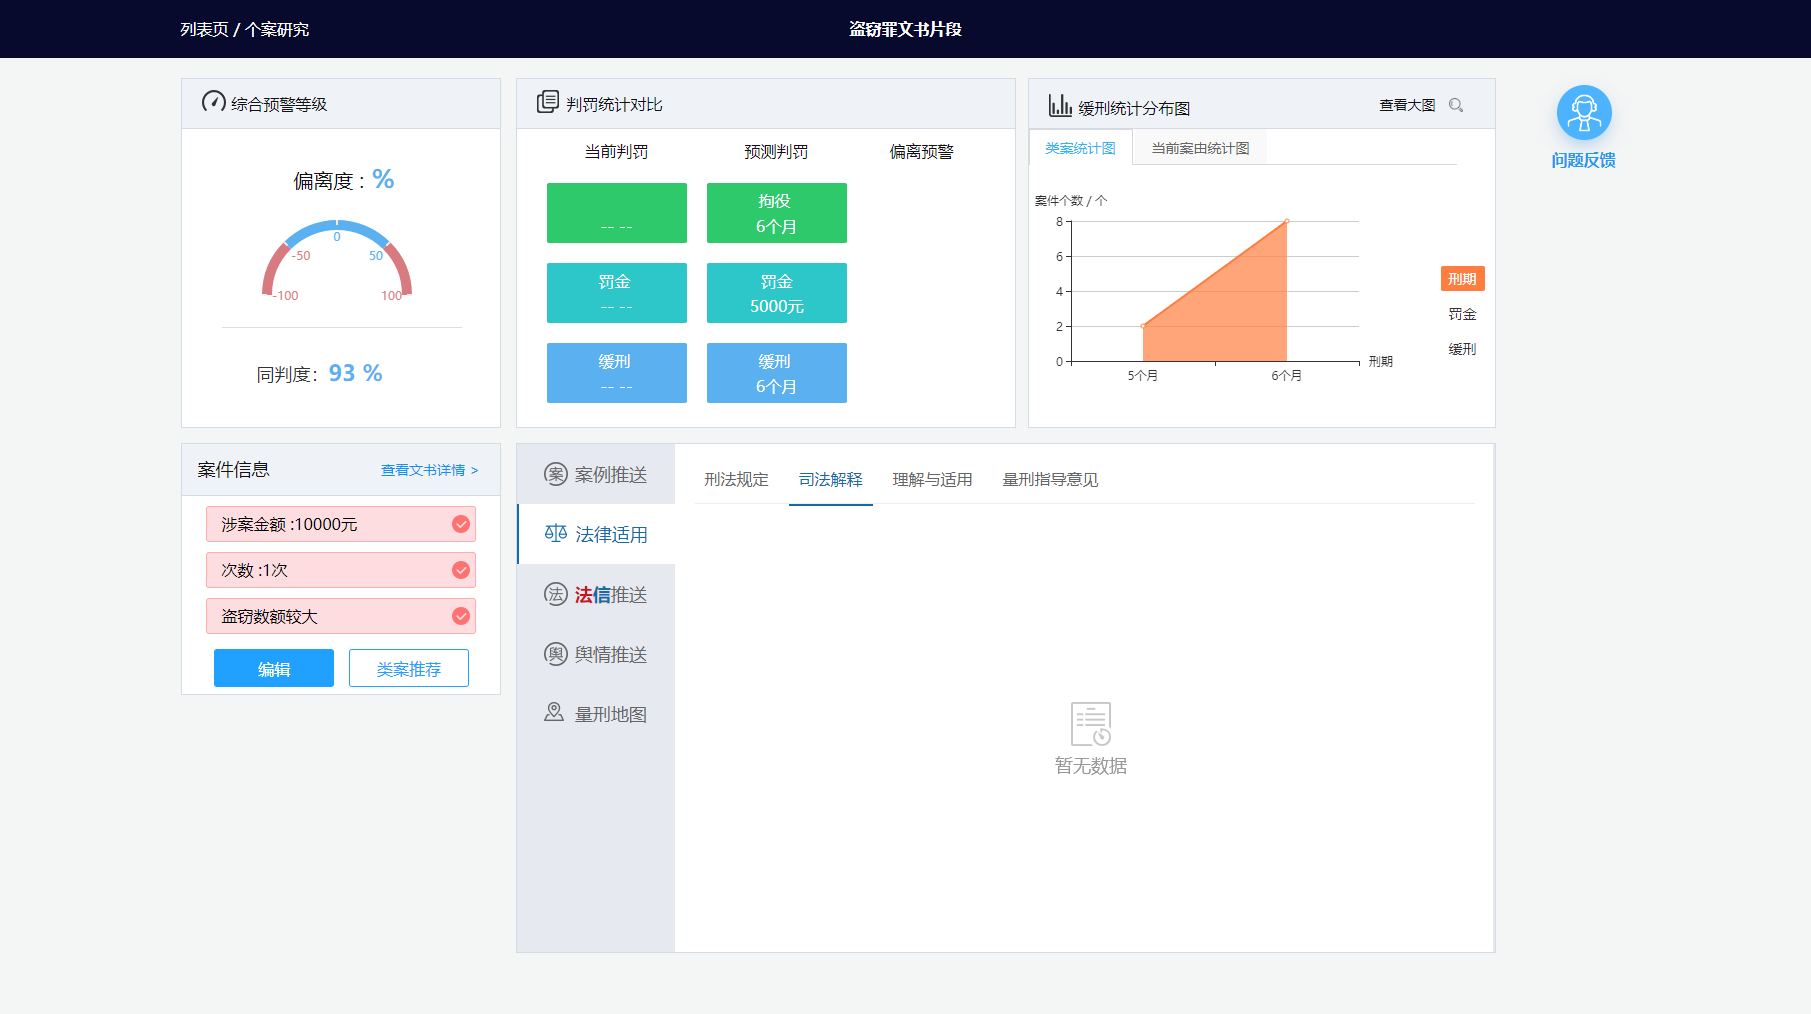 列表页 / 个案研究
盗窃罪文书片段
综合预警等级
偏离度 : %
0
-50
50
-100
100
同判度: 93 %
判罚统计对比
当前判罚
预测判罚
偏离预警
-- --
拘役
6个月
罚金
-- --
罚金
5000元
缓刑
-- --
缓刑
6个月
缓刑统计分布图
查看大图
类案统计图
当前案由统计图
案件个数 / 个
8
6
4
2
0
5个月
6个月
刑期
刑期
罚金
缓刑
问题反馈
案件信息
查看文书详情 >
涉案金额 :10000元
次数 :1次
盗窃数额较大
编辑
类案推荐
案 案例推送
法律适用
法 法信推送
舆 舆情推送
量刑地图
刑法规定
司法解释
理解与适用
量刑指导意见
暂无数据